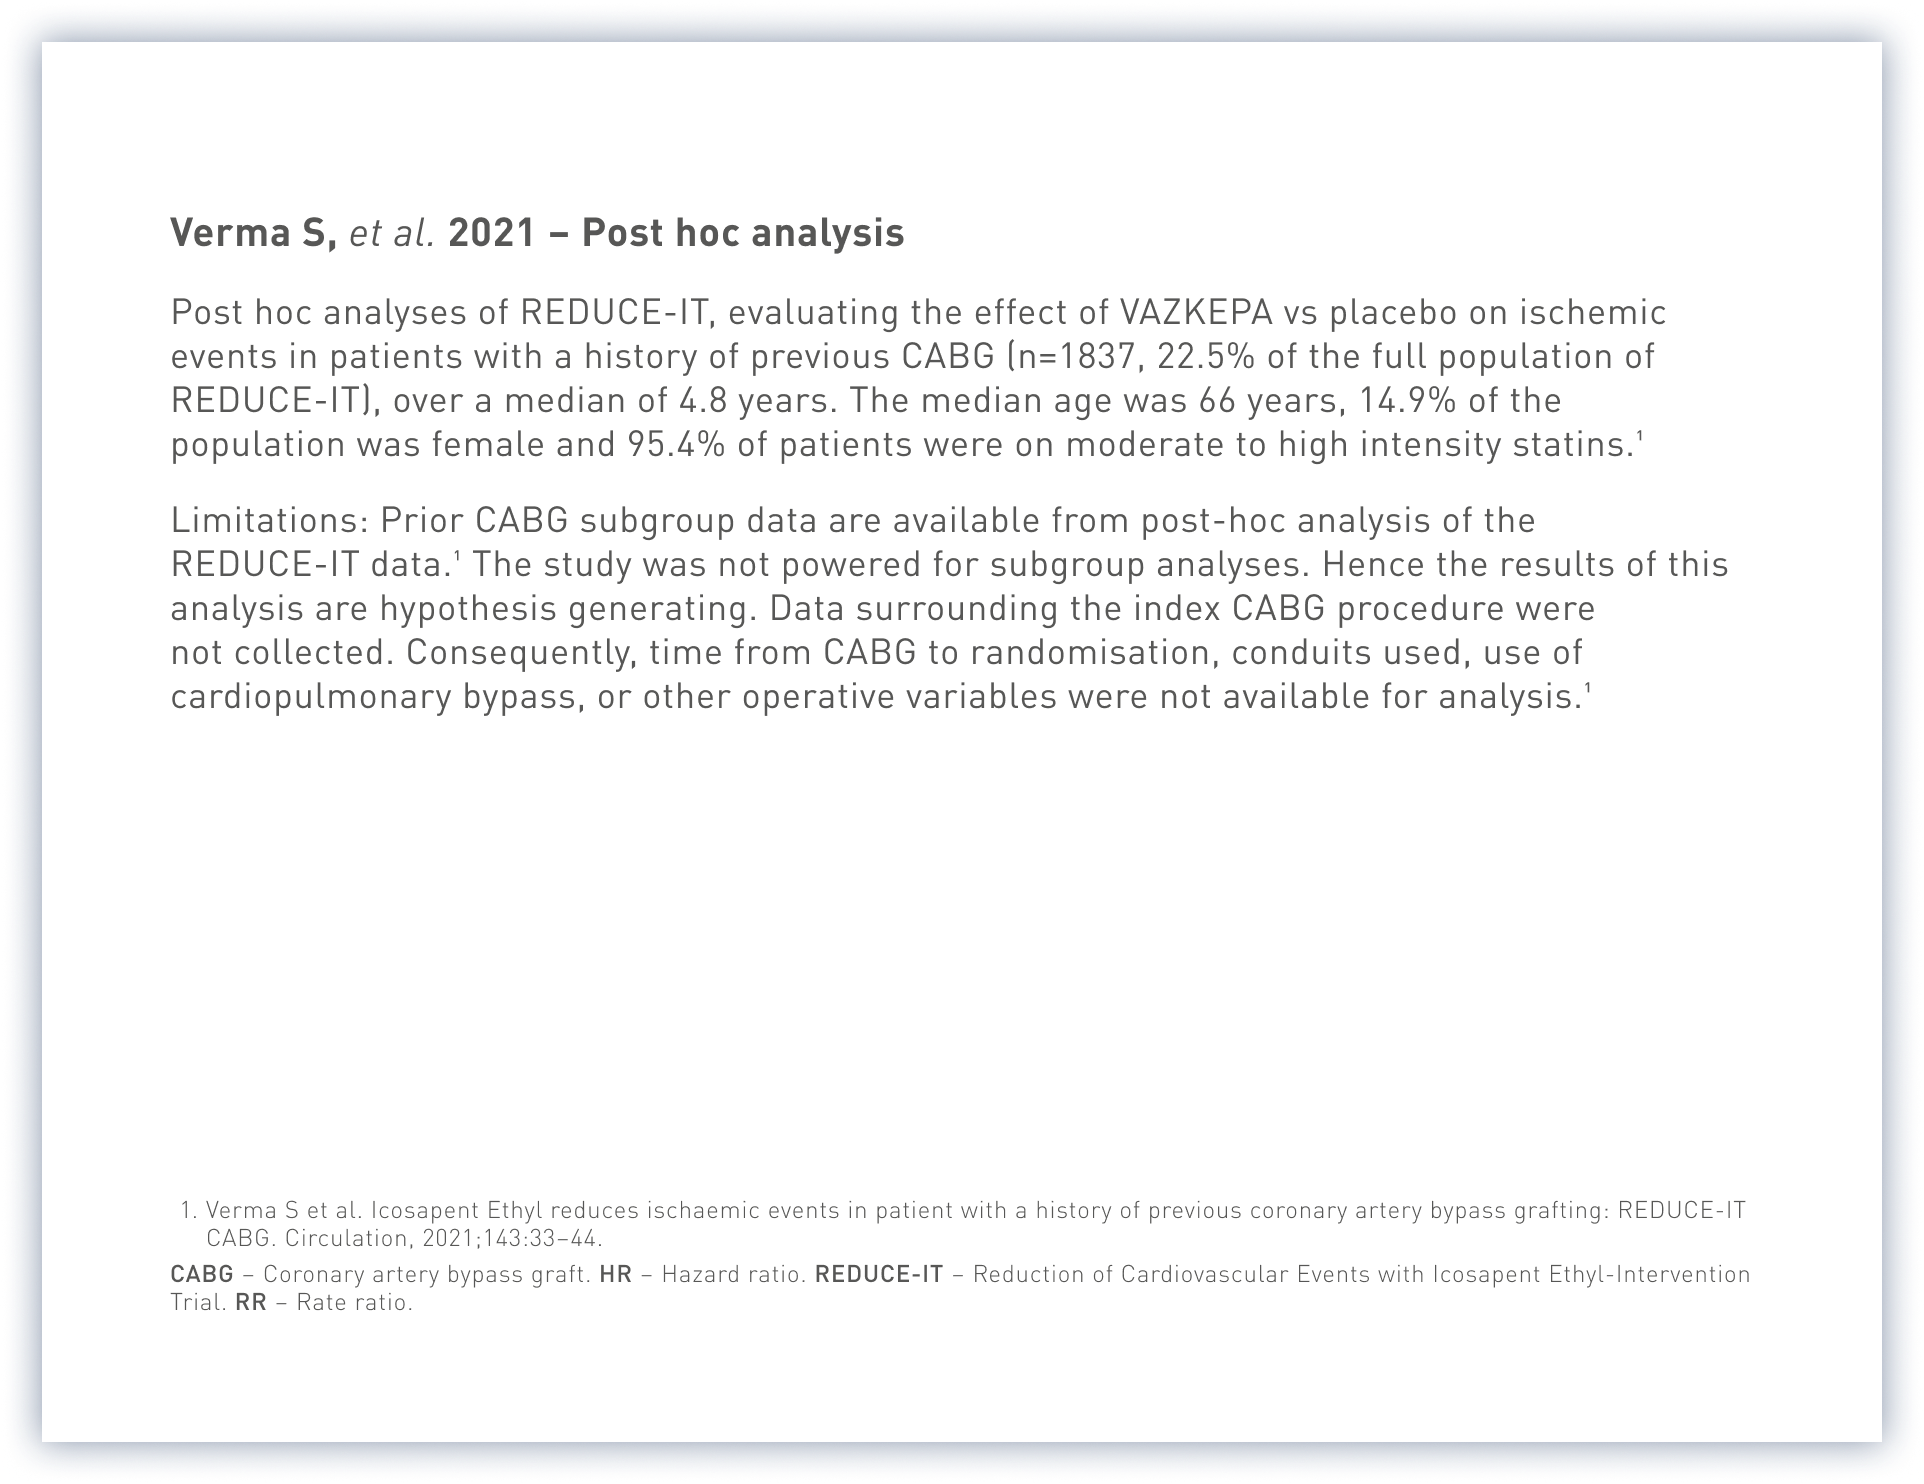 Verma S, et al. 2021 – Post hoc analysis
Post hoc analyses of REDUCE-IT, evaluating the effect of VAZKEPA vs placebo on ischemic
events in patients with a history of previous CABG (n=1837, 22.5% of the full population of
REDUCE-IT), over a median of 4.8 years. The median age was 66 years, 14.9% of the
population was female and 95.4% of patients were on moderate to high intensity statins.¹
Limitations: Prior CABG subgroup data are available from post-hoc analysis of the
REDUCE-IT data.¹ The study was not powered for subgroup analyses. Hence the results of this
analysis are hypothesis generating. Data surrounding the index CABG procedure were
not collected. Consequently, time from CABG to randomisation, conduits used, use of
cardiopulmonary bypass, or other operative variables were not available for analysis.¹
1. Verma S et al. Icosapent Ethyl reduces ischaemic events in patient with a history of previous coronary artery bypass grafting: REDUCE-IT
CABG. Circulation, 2021;143:33–44.
CABG – Coronary artery bypass graft. HR – Hazard ratio. REDUCE-IT – Reduction of Cardiovascular Events with Icosapent Ethyl-Intervention
Trial. RR – Rate ratio.